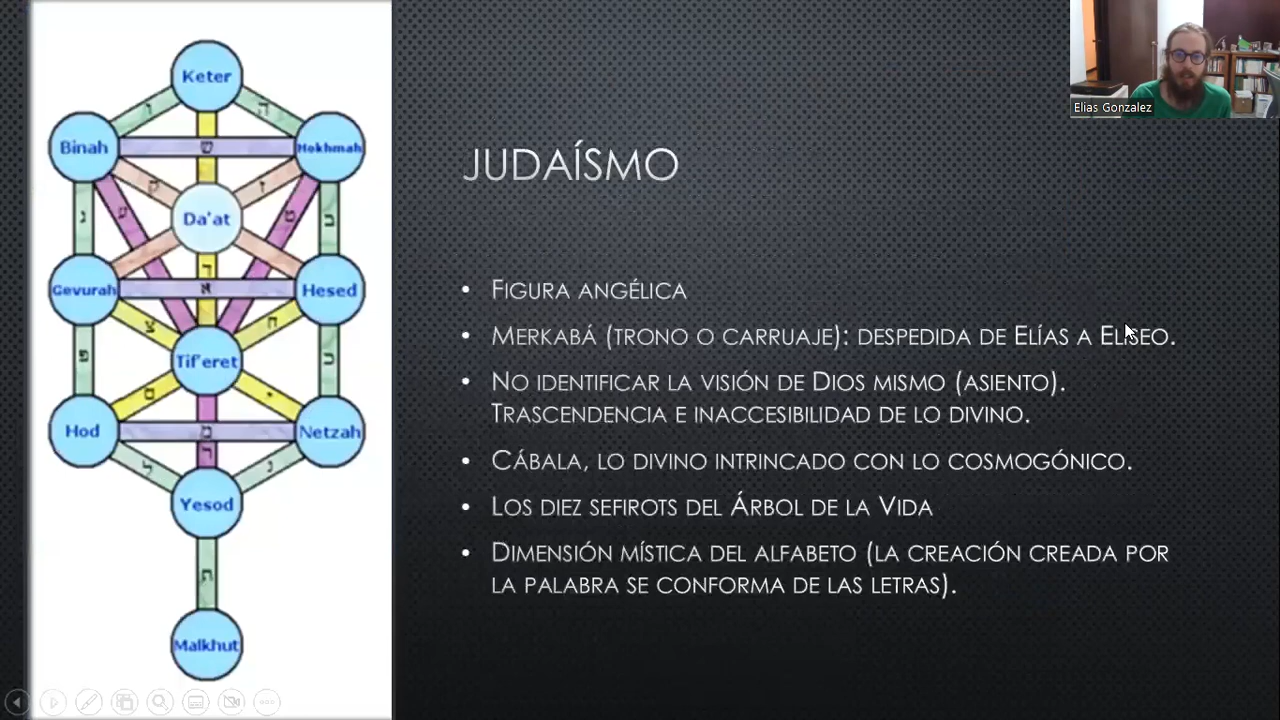 Keter
ו
ה
Binah
ש
Hokhmah
ק
ז
Da'at
ג
ע
ט
ב
ר
Gevurah
א
Hesed
צ
ח
Tif'eret
פ
ם
י
Hod
מ
Netzah
ל
נ
Yesod
ת
Malkhut
JUDAÍSMO
• FIGURA ANGÉLICA
• MERKABÁ (TRONO O CARRUAJE): DESPEDIDA DE ELÍAS A ELISEO.
• NO IDENTIFICAR LA VISIÓN DE DIOS MISMO (ASIENTO).
TRASCENDENCIA E INACCESIBILIDAD DE LO DIVINO.
• CÁBALA, LO DIVINO INTRINCADO CON LO COSMOGÓNICO.
• LOS DIEZ SEFIROTS DEL ÁRBOL DE LA VIDA
• DIMENSIÓN MÍSTICA DEL ALFABETO (LA CREACIÓN CREADA POR
LA PALABRA SE CONFORMA DE LAS LETRAS).
Elias Gonzalez